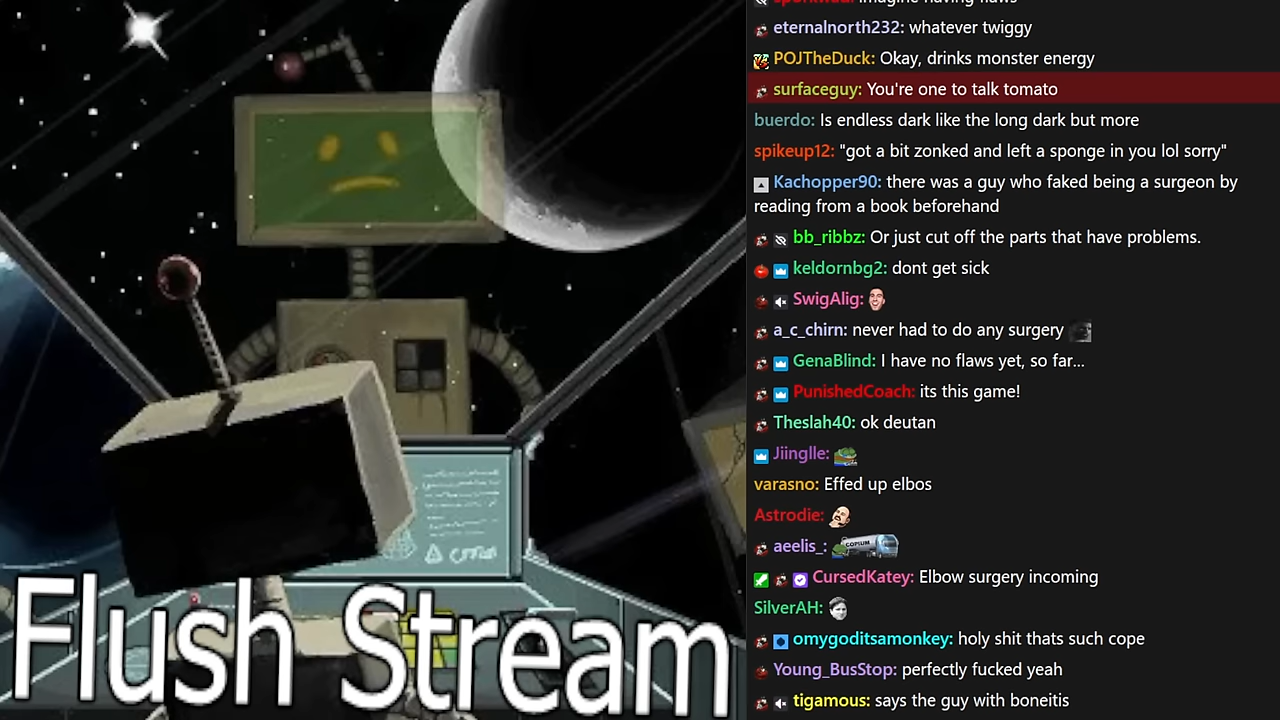 imagine having flaws
eternalnorth232: whatever twiggy
POJTheDuck: Okay, drinks monster energy
surfaceguy: You're one to talk tomato
buerdo: Is endless dark like the long dark but more
spikeup12: "got a bit zonked and left a sponge in you lol sorry"
Kachopper90: there was a guy who faked being a surgeon by
reading from a book beforehand
bb_ribbz: Or just cut off the parts that have problems.
keldornbg2: dont get sick
SwigAlig:
a_c_chirn: never had to do any surgery
GenaBlind: I have no flaws yet, so far...
PunishedCoach: its this game!
Theslah40: ok deutan
Jiinglle:
varasno: Effed up elbos
Astrodie:
aeelis_: COPIUM
CursedKatey: Elbow surgery incoming
SilverAH:
omygoditsamonkey: holy shit thats such cope
Young_BusStop: perfectly fucked yeah
tigamous: says the guy with boneitis
Flush Stream